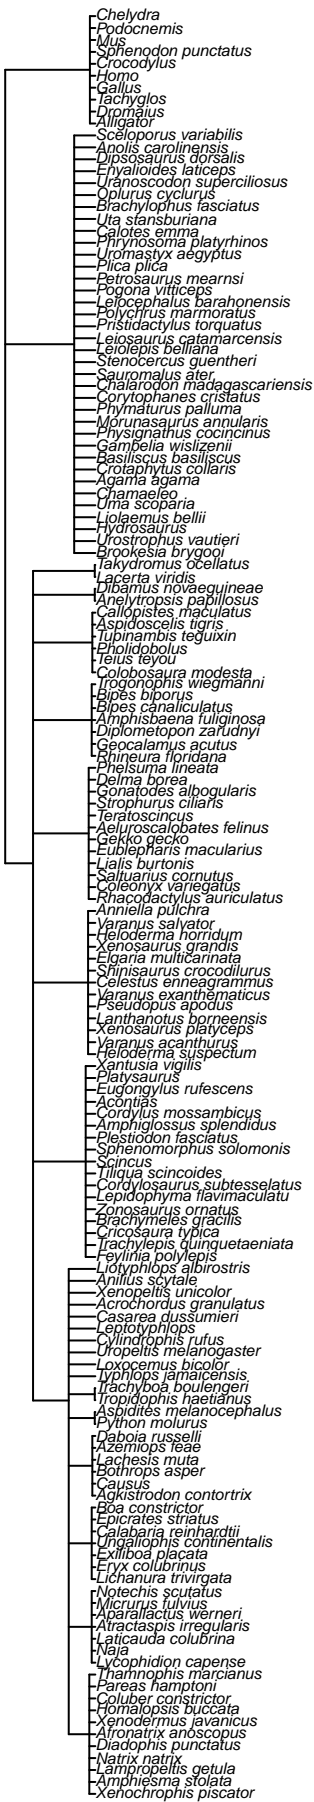 Chelydra
Podocnemis
Mus
Sphenodon punctatus
Crocodylus
Homo
Gallus
Tachyglos
Dromaius
Alligator
Sceloporus variabilis
Anolis carolinensis
Dipsosaurus dorsalis
Enyalioides laticeps
Uranoscodon superciliosus
Oplurus cyclurus
Brachylophus fasciatus
Uta stansburiana
Calotes emma
Phrynosoma platyrhinos
Uromastyx aegyptus
Plica plica
Petrosaurus mearnsi
Pogona vitticeps
Leiocephalus barahonensis
Polychrus marmoratus
Pristidactylus torquatus
Leiosaurus catamarcensis
Leiolepis belliana
Stenocercus guentheri
Sauromalus ater
Chalarodon madagascariensis
Corytophanes cristatus
Phymaturus palluma
Morunasaurus annularis
Physignathus cocincinus
Gambelia wislizenii
Basiliscus basiliscus
Crotaphytus collaris
Agama agama
Chamaeleo
Uma scoparia
Liolaemus bellii
Hydrosaurus
Urostrophus vautieri
Brookesia brygooi
Takydromus ocellatus
Lacerta viridis
Dibamus novaeguineae
Anelytropsis papillosus
Callopistes maculatus
Aspidoscelis tigris
Tupinambis teguixin
Pholidobolus
Teius teyou
Colobosaura modesta
Trogonophis wiegmanni
Bipes biporus
Bipes canaliculatus
Amphisbaena fuliginosa
Diplometopon zarudnyi
Geocalamus acutus
Rhineura floridana
Phelsuma lineata
Delma borea
Gonatodes albogularis
Strophurus ciliaris
Teratoscincus
Aeluroscalobates felinus
Gekko gecko
Eublepharis macularius
Lialis burtonis
Saltuarius cornutus
Coleonyx variegatus
Rhacodactylus auriculatus
Anniella pulchra
Varanus salvator
Heloderma horridum
Xenosaurus grandis
Elgaria multicarinata
Shinisaurus crocodilurus
Celestus enneagrammus
Varanus exanthematicus
Pseudopus apodus
Lanthanotus borneensis
Xenosaurus platyceps
Varanus acanthurus
Heloderma suspectum
Xantusia vigilis
Platysaurus
Eugongylus rufescens
Acontias
Cordylus mossambicus
Amphiglossus splendidus
Plestiodon fasciatus
Sphenomorphus solomonis
Scincus
Tiliqua scincoides
Cordylosaurus subtesselatus
Lepidophyma flavimaculatu
Zonosaurus ornatus
Brachymeles gracilis
Cricosaura typica
Trachylepis quinquetaeniata
Feylinia polylepis
Liotyphlops albirostris
Anilius scytale
Xenopeltis unicolor
Acrochordus granulatus
Casarea dussumieri
Leptotyphlops
Cylindrophis rufus
Uropeltis melanogaster
Loxocemus bicolor
Typhlops jamaicensis
Trachyboa boulengeri
Tropidophis haetianus
Aspidites melanocephalus
Python molurus
Daboia russelli
Azemiops feae
Lachesis muta
Bothrops asper
Causus
Agkistrodon contortrix
Boa constrictor
Epicrates striatus
Calabaria reinhardtii
Ungaliophis continentalis
Exiliboa placata
Eryx colubrinus
Lichanura trivirgata
Notechis scutatus
Micrurus fulvius
Aparallactus werneri
Atractaspis irregularis
Laticauda colubrina
Naja
Lycophidion capense
Thamnophis marcianus
Pareas hamptoni
Coluber constrictor
Homalopsis buccata
Xenodermus javanicus
Afronatrix anoscopus
Diadophis punctatus
Natrix natrix
Lampropeltis getula
Amphiesma stolata
Xenochrophis piscator